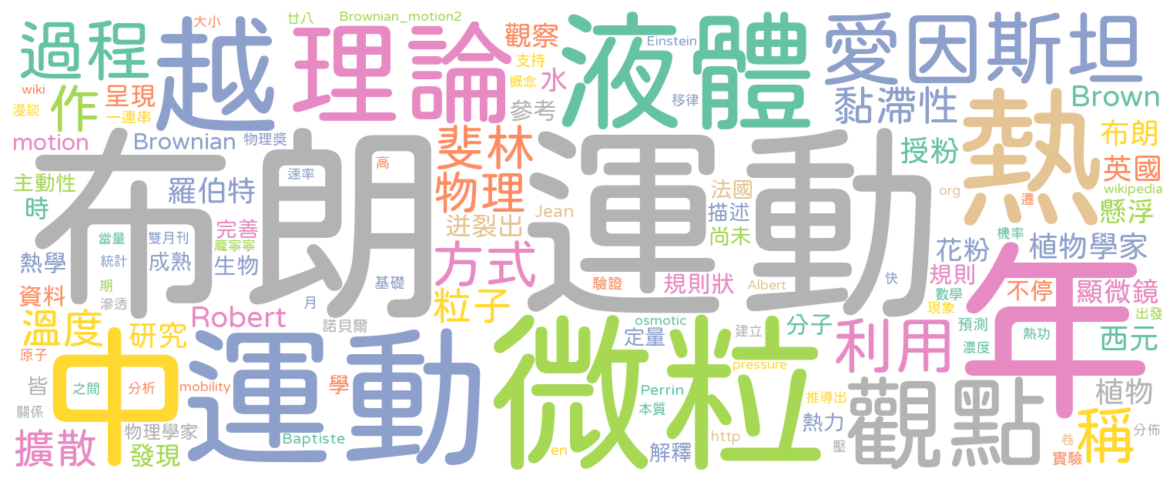 大小
廿八
Brownian_motion2
過程
越
理論
觀察
液體
Einstein
愛因斯坦
支持
wiki
作
呈現
概念
水
漫談
一連串
參考
移律
黏滯性
Brown
motion
Brownian
物理獎
斐林
熱
授粉
布朗
布朗運動
高
主動性
羅伯特
速率
物理
法國
英國
時
org
遷
wikipedia
完善
迸裂出
Jean
描述
懸浮
當量
雙月刊
龐寧寧
尚未
機率
熱學
統計
成熟
生物
方式
花粉
植物學家
期
基礎
驗證
規則狀
Albert
快
規則
年
不停
顯微鏡
資料
滲透
月
粒子
數學
現象
出發
溫度
研究
Robert
諾貝爾
微粒
osmotic
分子
利用
預測
熱功
西元
定量
建立
原子
中
運動
濃度
皆
之間
分析
mobility
學
Perrin
pressure
觀點
植物
關係
本質
推導出
稱
物理學家
Baptiste
http
熱力
卷
分佈
擴散
發現
en
解釋
壓
實驗